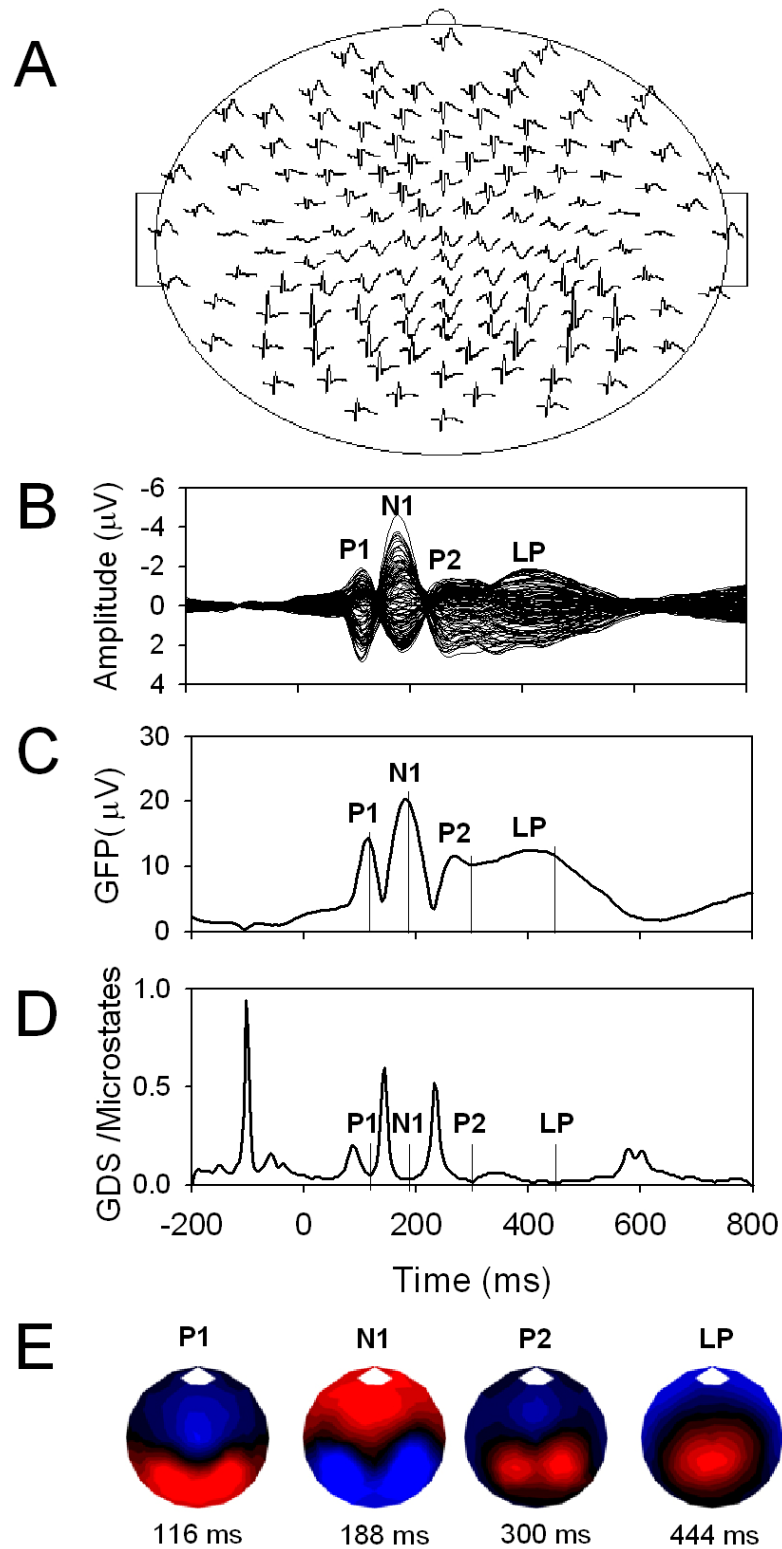 A
B
Amplitude (μV)
-6
-4
-2
0
2
4
P1
N1
P2
LP
C
GFP( μV)
30
20
10
0
P1
N1
P2
LP
D
GDS /Microstates
1.0
0.5
0.0
P1
N1
P2
LP
-200 0 200 400 600 800
Time (ms)
E
P1 N1 P2 LP
116 ms 188 ms 300 ms 444 ms